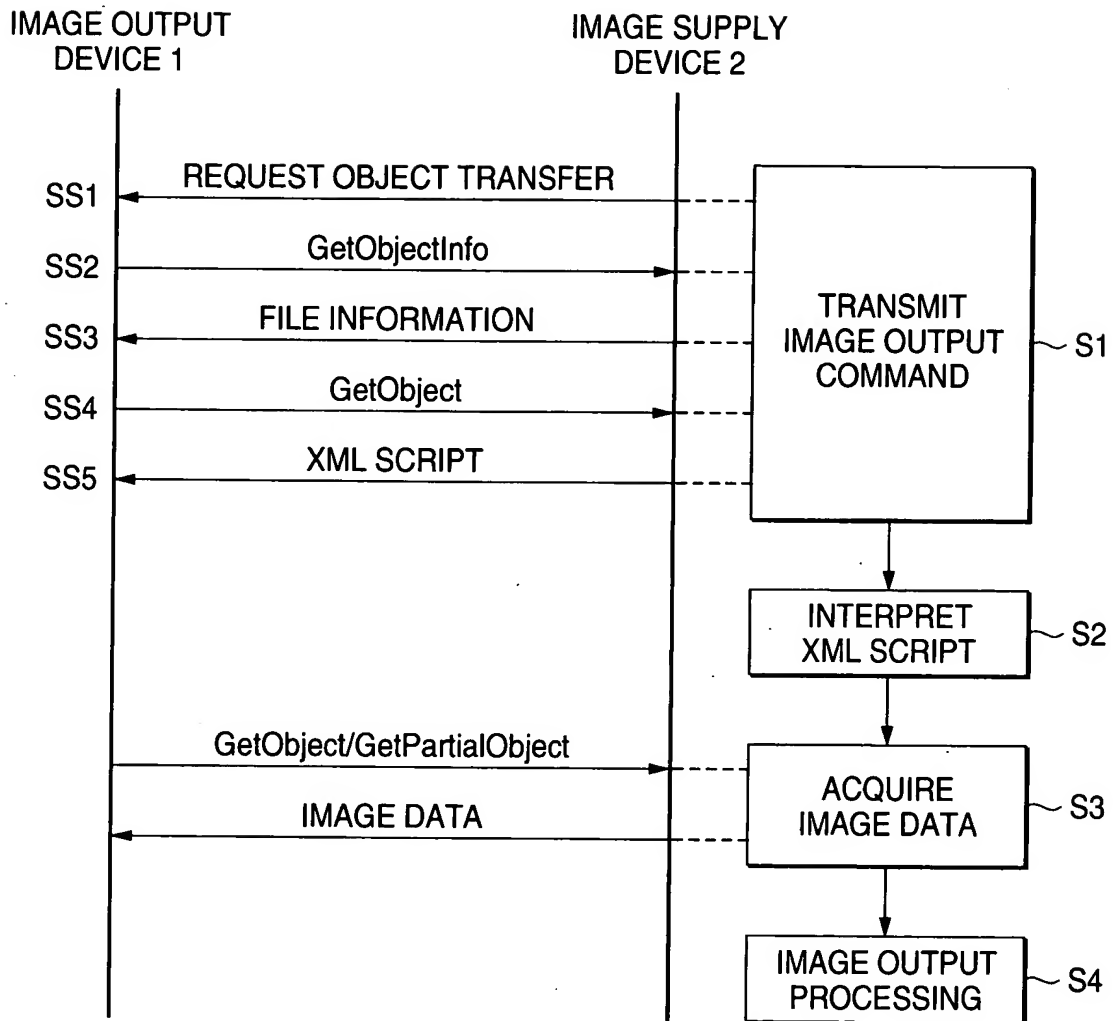 IMAGE OUTPUT
DEVICE 1
IMAGE SUPPLY
DEVICE 2
SS1
REQUEST OBJECT TRANSFER
SS2
GetObjectInfo
SS3
FILE INFORMATION
SS4
GetObject
SS5
XML SCRIPT
TRANSMIT
IMAGE OUTPUT
COMMAND
S1
INTERPRET
XML SCRIPT
S2
GetObject/GetPartialObject
IMAGE DATA
ACQUIRE
IMAGE DATA
S3
IMAGE OUTPUT
PROCESSING
S4